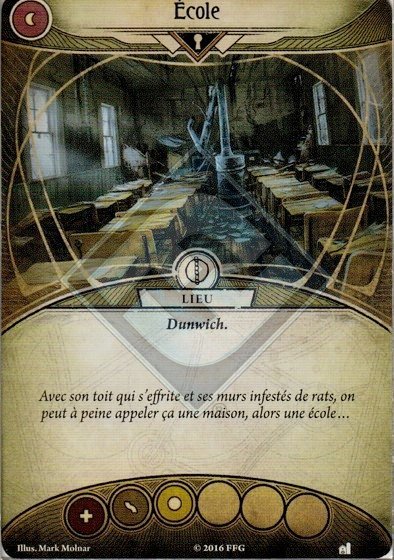 École
LIEU
Dunwich.
Avec son toit qui s'effrite et ses murs infestés de rats, on
peut à peine appeler ça une maison, alors une école…
Illus. Mark Molnar
© 2016 FFG